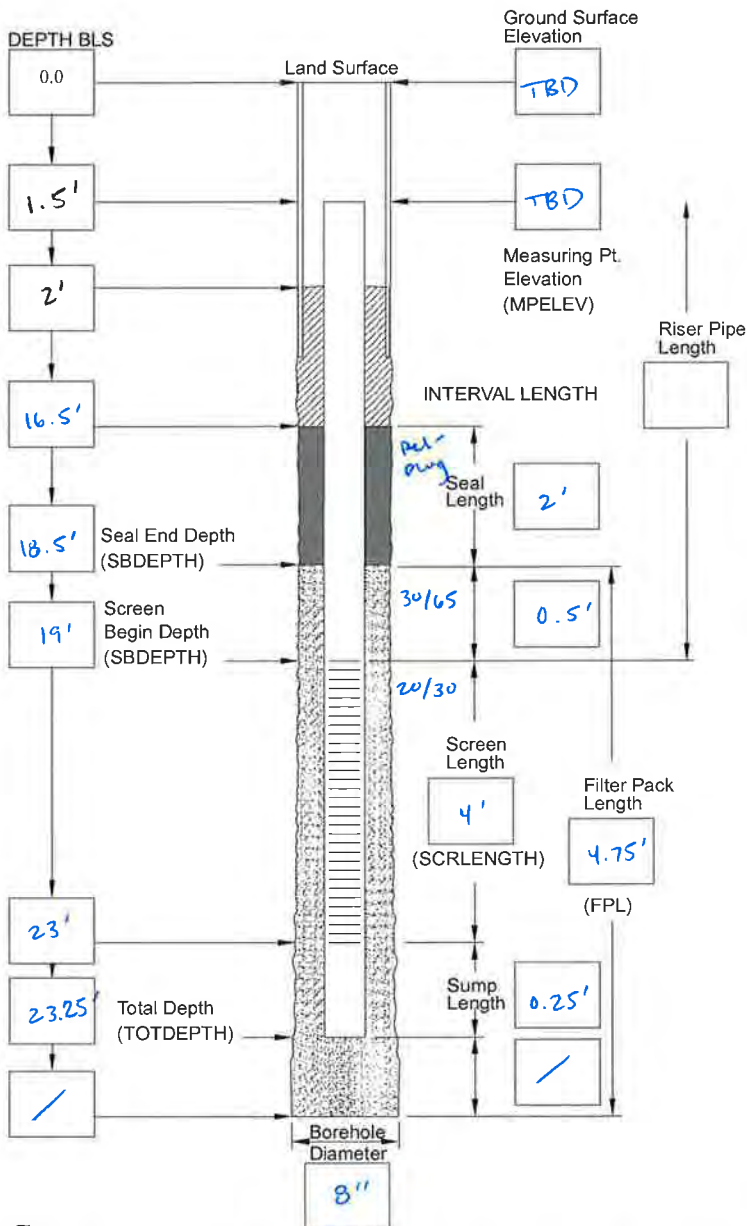 Ground Surface
Elevation
DEPTH BLS
Land Surface
0.0
TBD
1.5'
TBD
Measuring Pt.
Elevation
(MPELEV)
2'
Riser Pipe
Length
INTERVAL LENGTH
16.5'
Pel-
plug
Seal
Length
2'
18.5'
Seal End Depth
(SBDEPTH)
30/65
0.5'
19'
Screen
Begin Depth
(SBDEPTH)
20/30
Screen
Length
4'
(SCRLENGTH)
Filter Pack
Length
4.75'
(FPL)
23'
23.25'
Total Depth
(TOTDEPTH)
Sump
Length
0.25'
/
/
Borehole
Diameter
8"